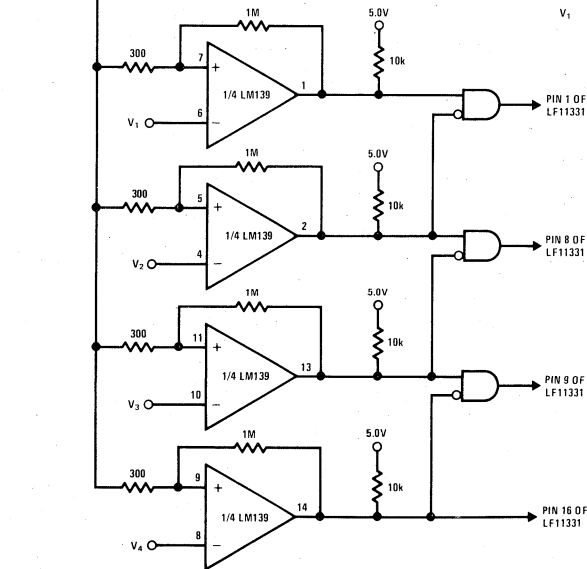 1M
5.0V
V1
300
7
+
10k
1/4 LM139
1
PIN 1 OF
LF11331
V1
6
−
1M
5.0V
300
5
+
10k
1/4 LM139
2
PIN 8 OF
LF11331
V2
4
−
1M
5.0V
300
11
+
10k
1/4 LM139
13
PIN 9 OF
LF11331
V3
10
−
1M
5.0V
300
9
+
10k
1/4 LM139
14
PIN 16 OF
LF11331
V4
8
−